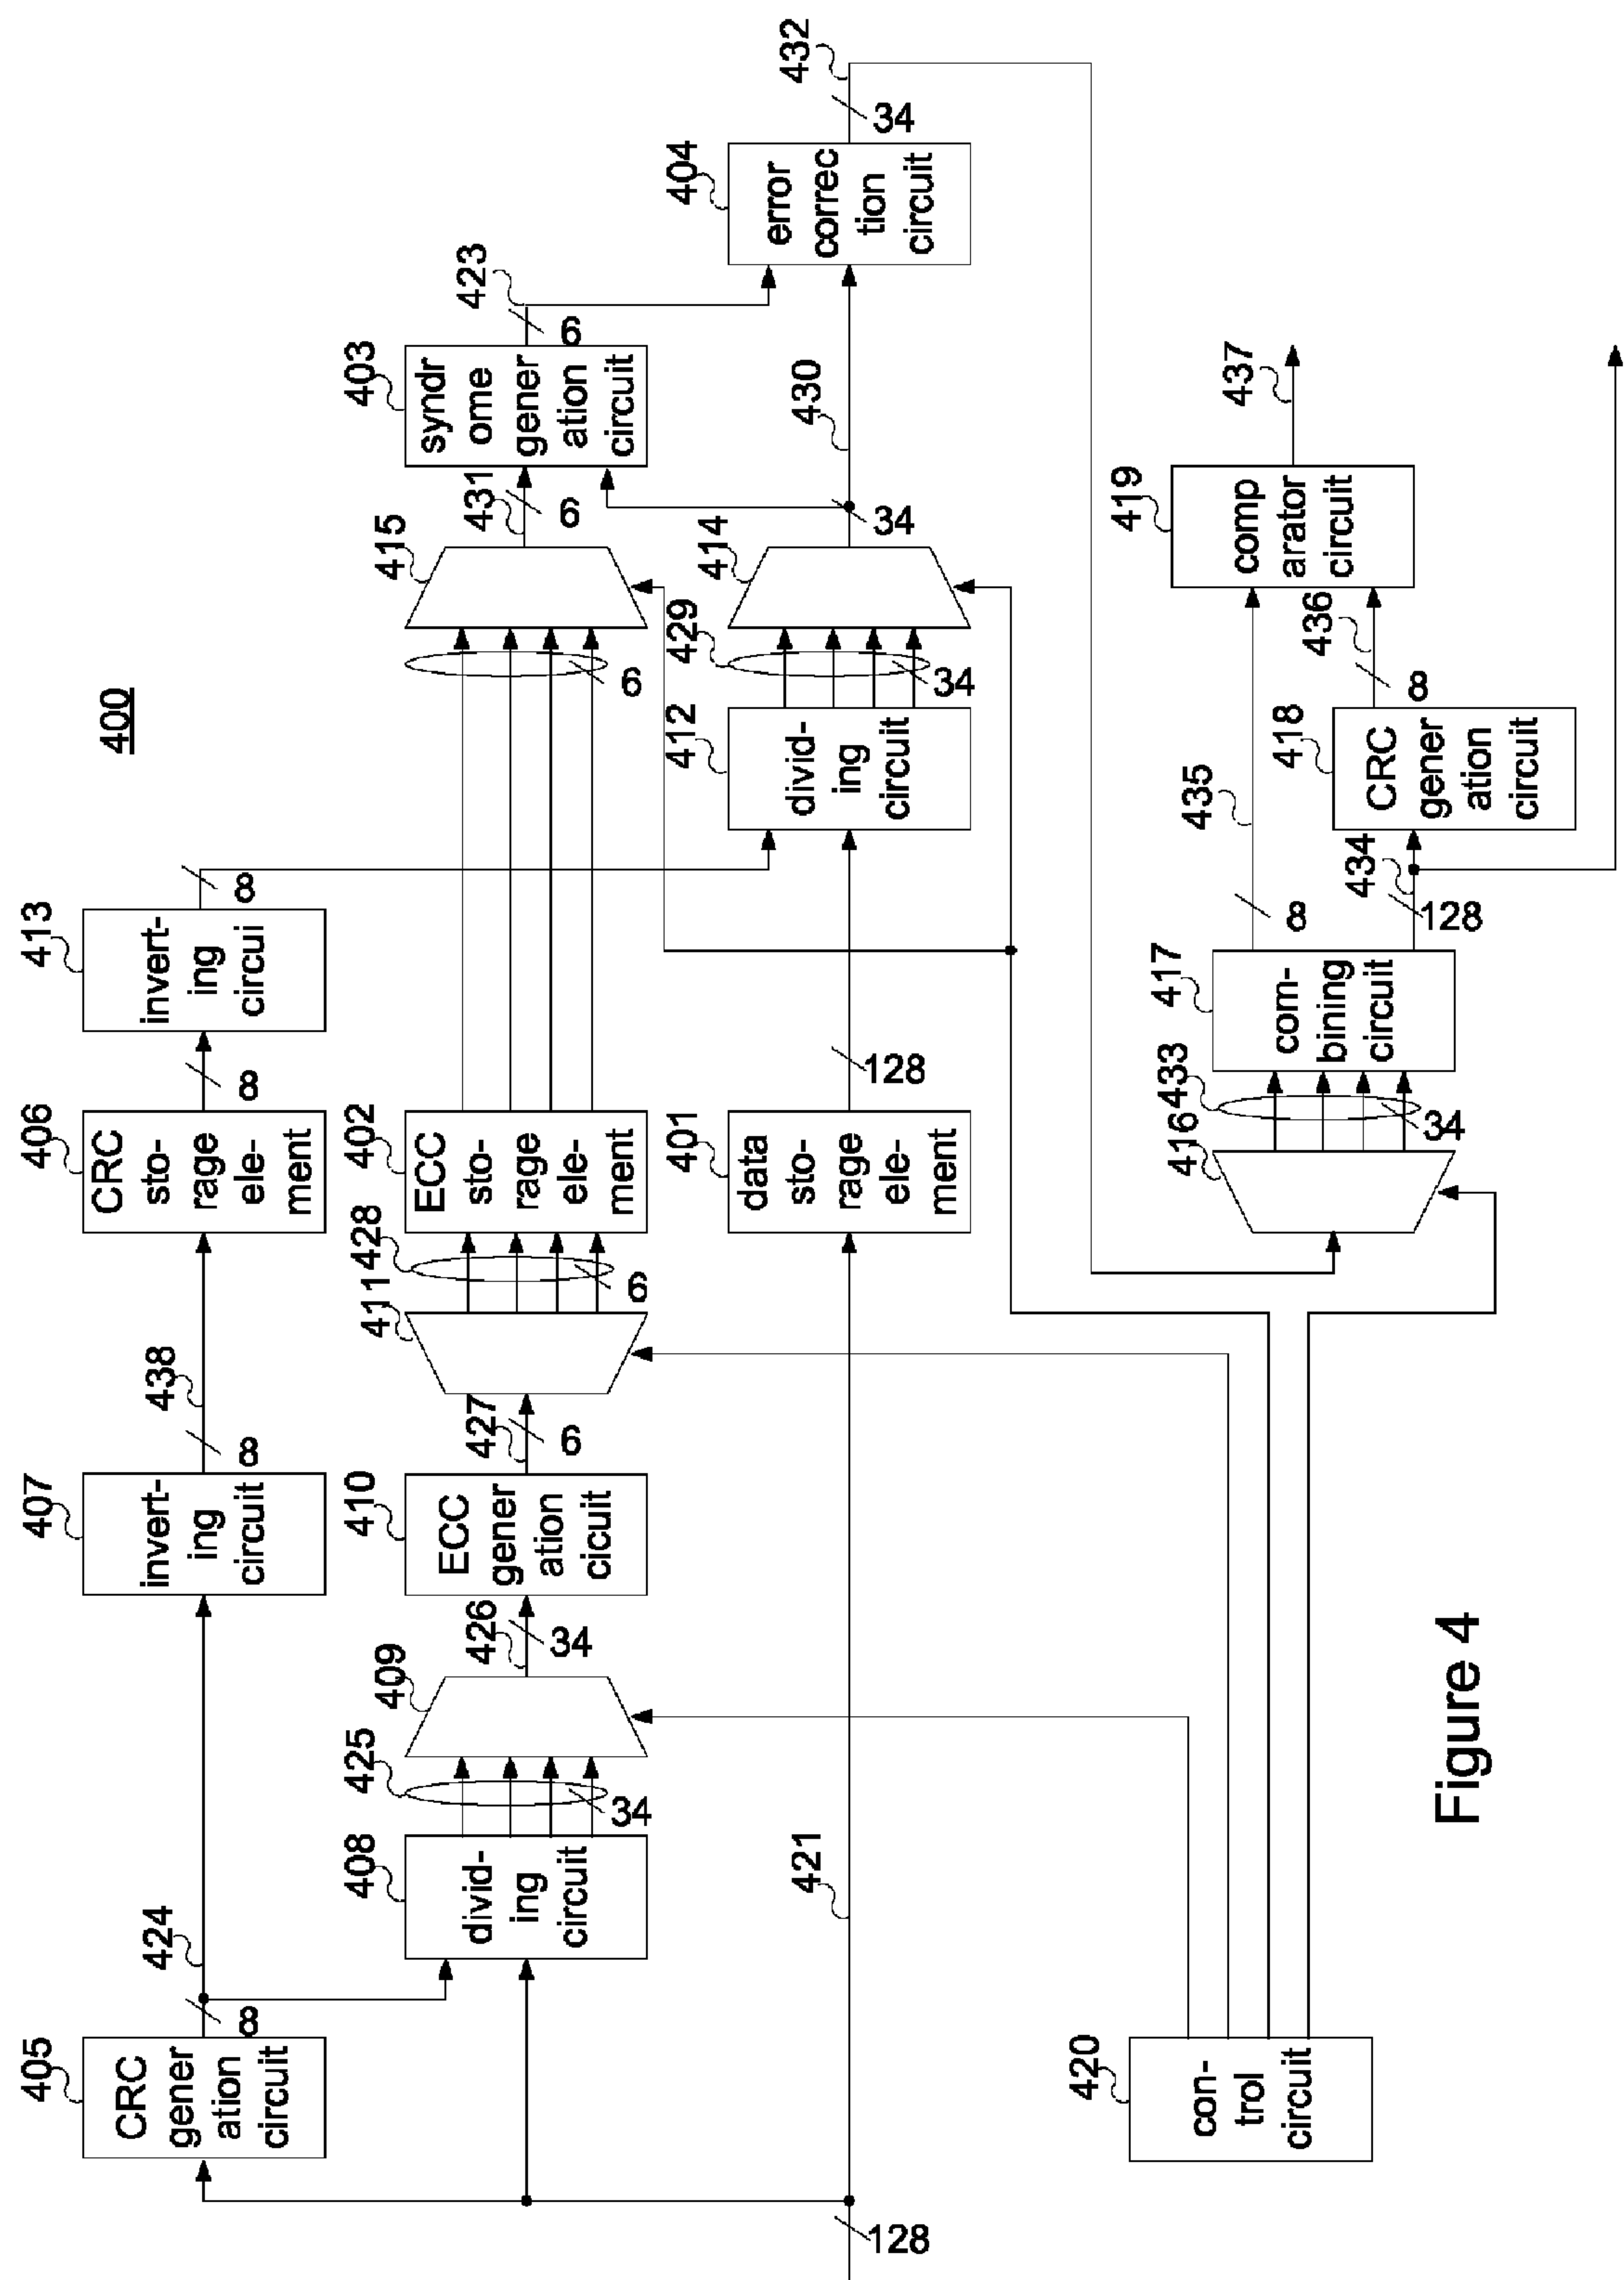 400
405
CRC
gener
ation
circuit
8
424
407
invert-
ing
circuit
8
438
406
CRC
sto-
rage
ele-
ment
8
413
invert-
ing
circui
8
408
divid-
ing
circuit
425
34
409
426
34
410
ECC
gener
ation
cicuit
427
6
411
428
6
402
ECC
sto-
rage
ele-
ment
6
415
431
6
403
syndr
ome
gener
ation
circuit
423
6
128
421
401
data
sto-
rage
ele-
ment
128
412
divid-
ing
circuit
429
34
414
34
430
404
error
correc
tion
circuit
34
432
420
con-
trol
circuit
416
433
34
417
com-
bining
circuit
8
435
128
434
418
CRC
gener
ation
circuit
8
436
419
comp
arator
circuit
437
Figure 4